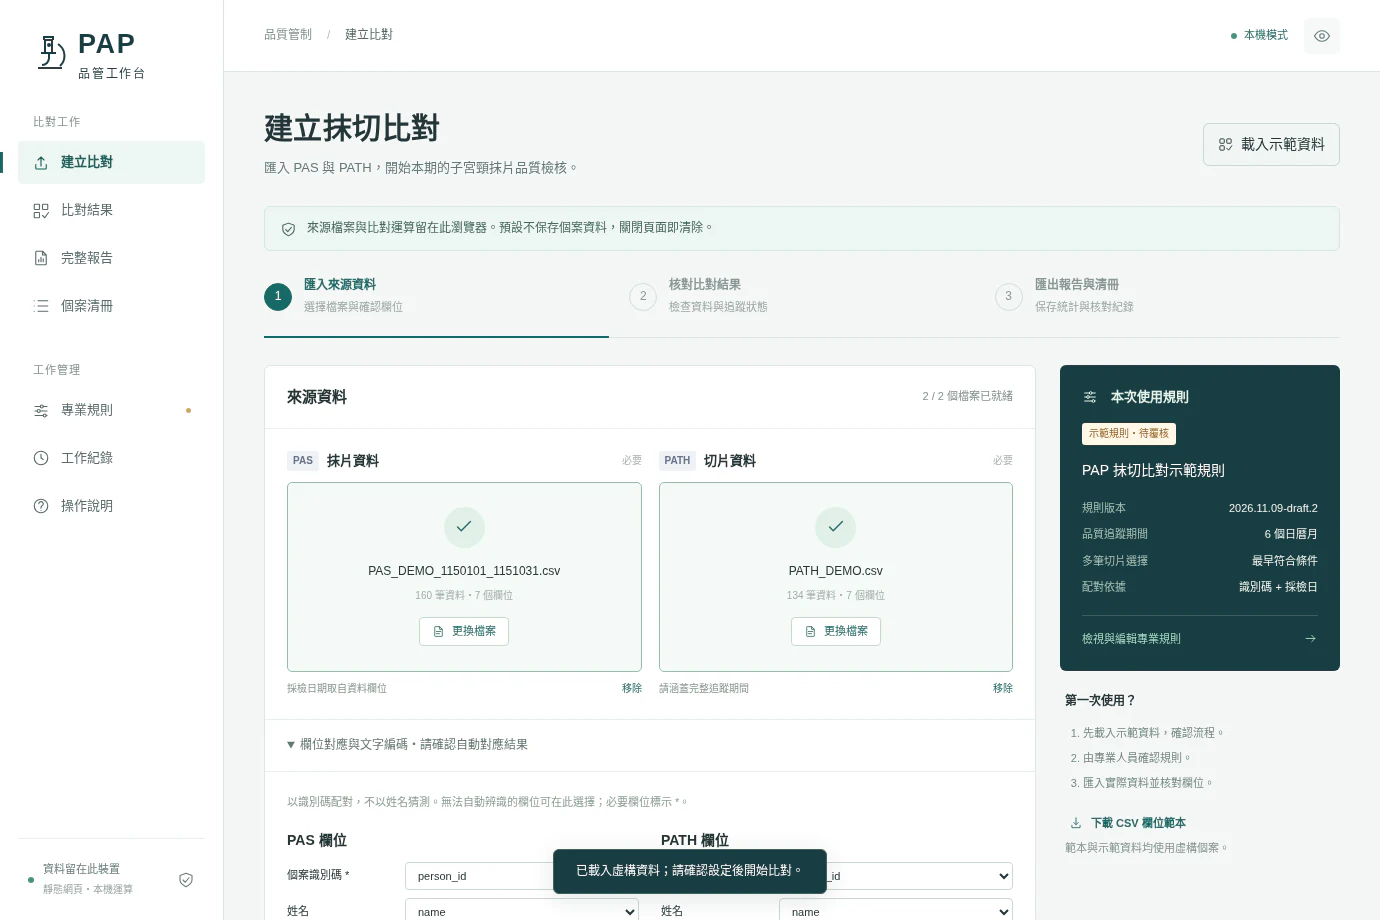 PAP
品管工作台
比對工作
建立比對
比對結果
完整報告
個案清冊
工作管理
專業規則
工作紀錄
操作說明
資料留在此裝置
靜態網頁・本機運算
品質管制 / 建立比對
本機模式
建立抹切比對
匯入 PAS 與 PATH，開始本期的子宮頸抹片品質檢核。
載入示範資料
來源檔案與比對運算留在此瀏覽器。預設不保存個案資料，關閉頁面即清除。
1 匯入來源資料
選擇檔案與確認欄位
2 核對比對結果
檢查資料與追蹤狀態
3 匯出報告與清冊
保存統計與核對紀錄
來源資料
2 / 2 個檔案已就緒
PAS 抹片資料 必要
PAS_DEMO_1150101_1151031.csv
160 筆資料・7 個欄位
更換檔案
採檢日期取自資料欄位 移除
PATH 切片資料 必要
PATH_DEMO.csv
134 筆資料・7 個欄位
更換檔案
請涵蓋完整追蹤期間 移除
▼ 欄位對應與文字編碼・請確認自動對應結果
以識別碼配對，不以姓名猜測。無法自動辨識的欄位可在此選擇；必要欄位標示 *。
PAS 欄位
個案識別碼 * person_id
姓名 name
PATH 欄位
_id
姓名 name
已載入虛構資料；請確認設定後開始比對。
本次使用規則
示範規則・待覆核
PAP 抹切比對示範規則
規則版本 2026.11.09-draft.2
品質追蹤期間 6 個日曆月
多筆切片選擇 最早符合條件
配對依據 識別碼 + 採檢日
檢視與編輯專業規則
第一次使用？
1. 先載入示範資料，確認流程。
2. 由專業人員確認規則。
3. 匯入實際資料並核對欄位。
下載 CSV 欄位範本
範本與示範資料均使用虛構個案。